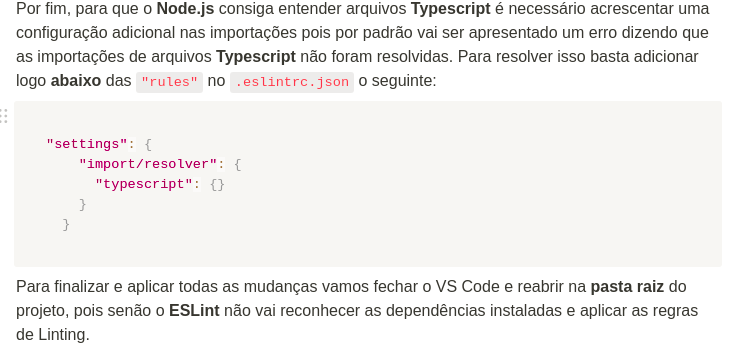 Por fim, para que o Node.js consiga entender arquivos Typescript é necessário acrescentar uma
configuração adicional nas importações pois por padrão vai ser apresentado um erro dizendo que
as importações de arquivos Typescript não foram resolvidas. Para resolver isso basta adicionar
logo abaixo das "rules" no .eslintrc.json o seguinte:
"settings": {
    "import/resolver": {
      "typescript": {}
    }
  }
Para finalizar e aplicar todas as mudanças vamos fechar o VS Code e reabrir na pasta raiz do
projeto, pois senão o ESLint não vai reconhecer as dependências instaladas e aplicar as regras
de Linting.